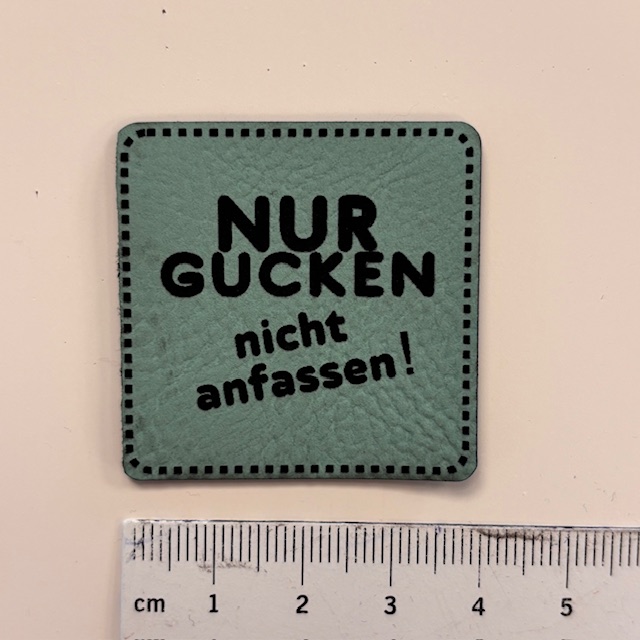 NUR
GUCKEN
nicht
anfassen!
cm 1 2 3 4 5